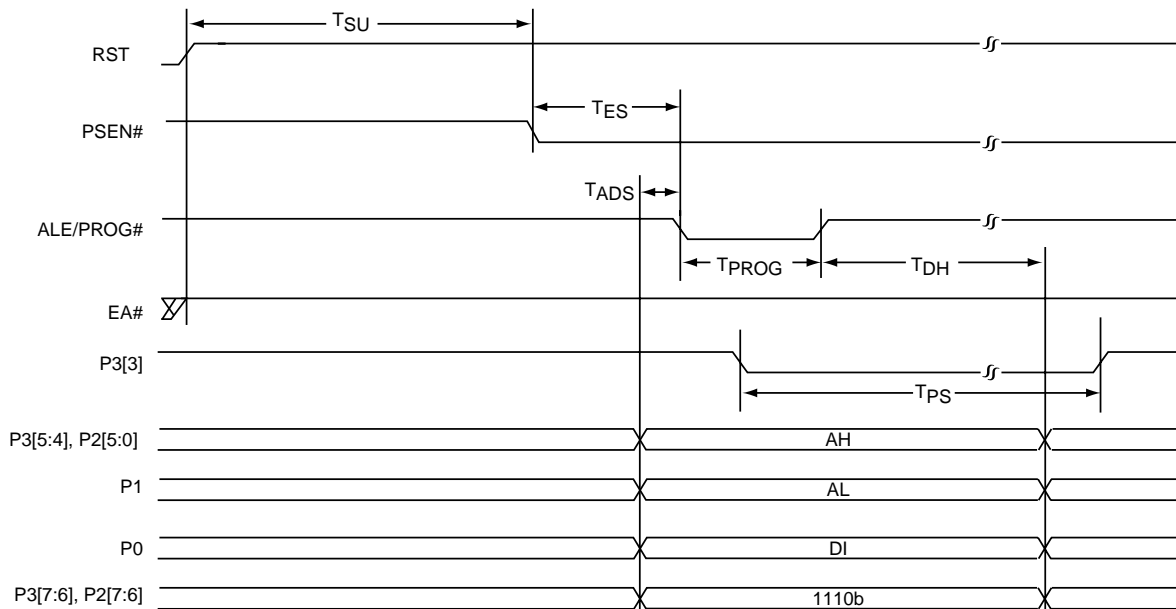 TSU
RST
TES
PSEN#
TADS
ALE/PROG#
TPROG
TDH
EA#
P3[3]
TPS
P3[5:4], P2[5:0]
AH
P1
AL
P0
DI
P3[7:6], P2[7:6]
1110b